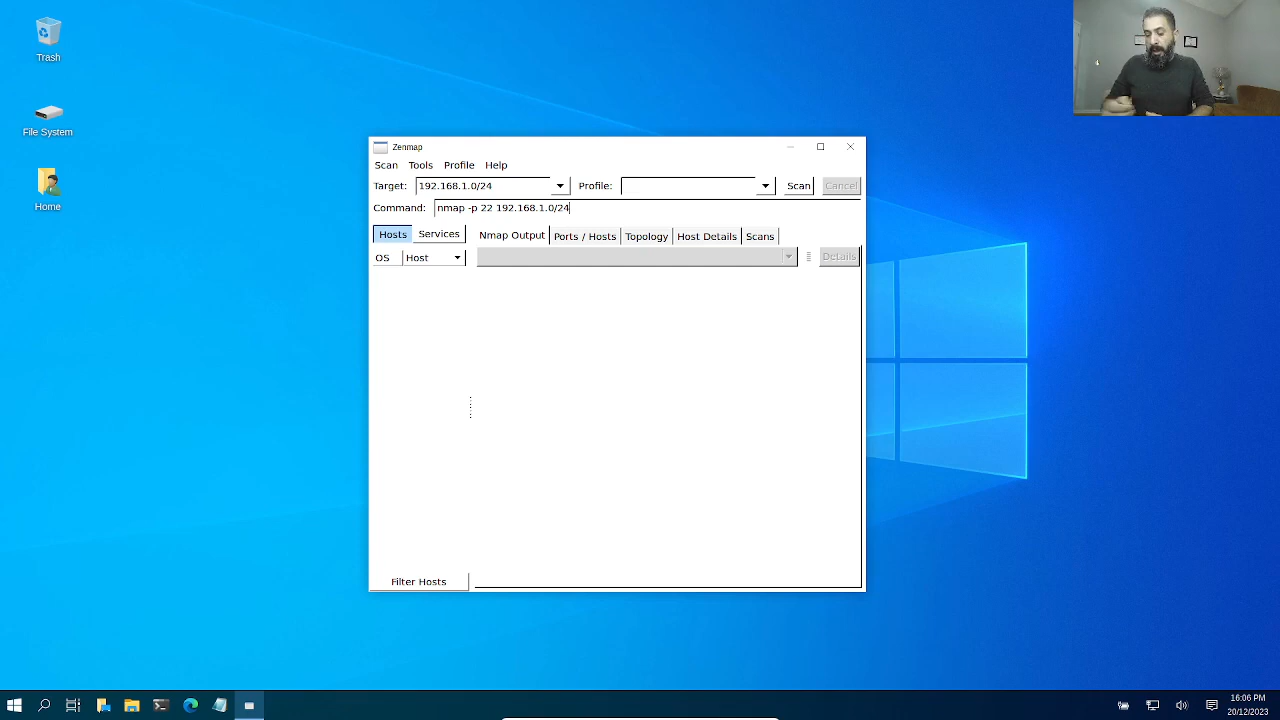 Trash
File System
Home
Zenmap
Scan Tools Profile Help
Target: 192.168.1.0/24 Profile: Scan Cancel
Command: nmap -p 22 192.168.1.0/24
Hosts Services Nmap Output Ports / Hosts Topology Host Details Scans
OS Host Details
Filter Hosts
16:06 PM
20/12/2023